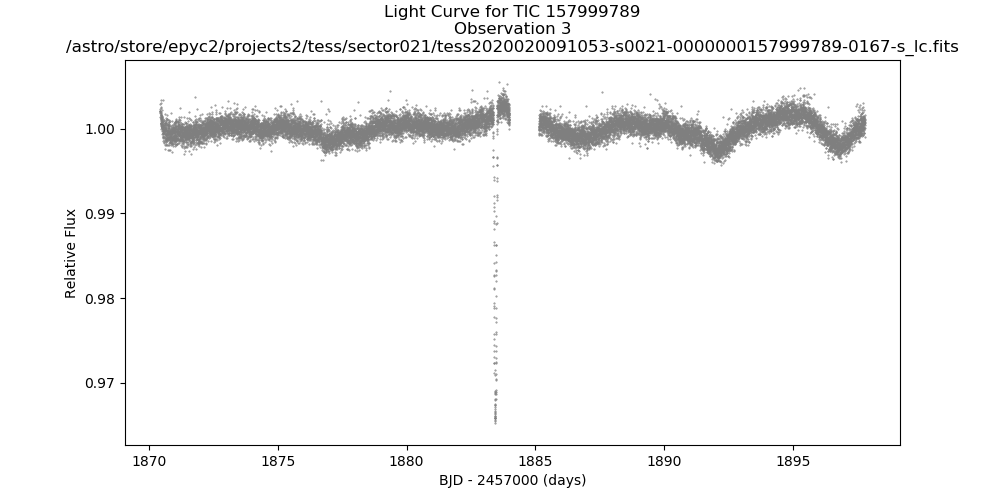 Light Curve for TIC 157999789
Observation 3
/astro/store/epyc2/projects2/tess/sector021/tess2020020091053-s0021-0000000157999789-0167-s_lc.fits
1.00
0.99
0.98
0.97
Relative Flux
1870
1875
1880
1885
1890
1895
BJD - 2457000 (days)